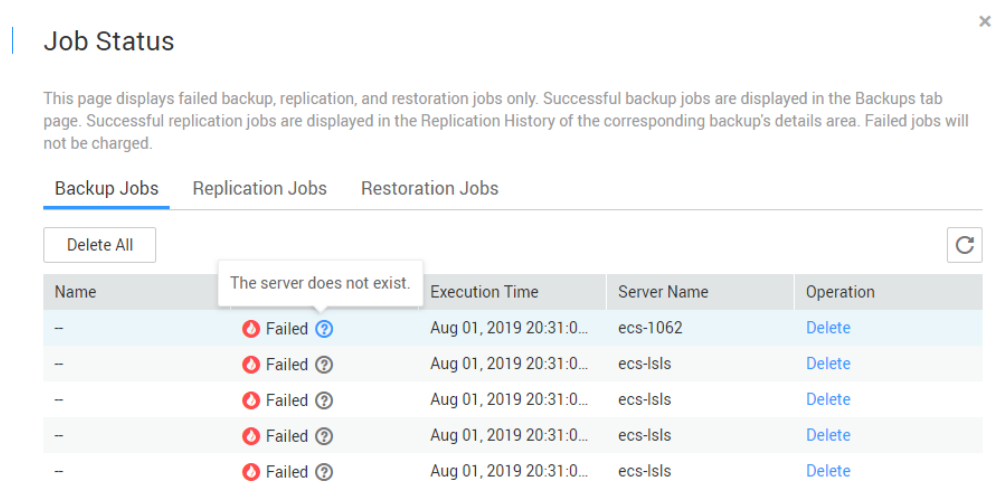 ×
Job Status
This page displays failed backup, replication, and restoration jobs only. Successful backup jobs are displayed in the Backups tab
page. Successful replication jobs are displayed in the Replication History of the corresponding backup's details area. Failed jobs will
not be charged.
Backup Jobs Replication Jobs Restoration Jobs
Delete All
The server does not exist.
Name Execution Time Server Name Operation
-- Failed ? Aug 01, 2019 20:31:0... ecs-1062 Delete
-- Failed ? Aug 01, 2019 20:31:0... ecs-lsls Delete
-- Failed ? Aug 01, 2019 20:31:0... ecs-lsls Delete
-- Failed ? Aug 01, 2019 20:31:0... ecs-lsls Delete
-- Failed ? Aug 01, 2019 20:31:0... ecs-lsls Delete